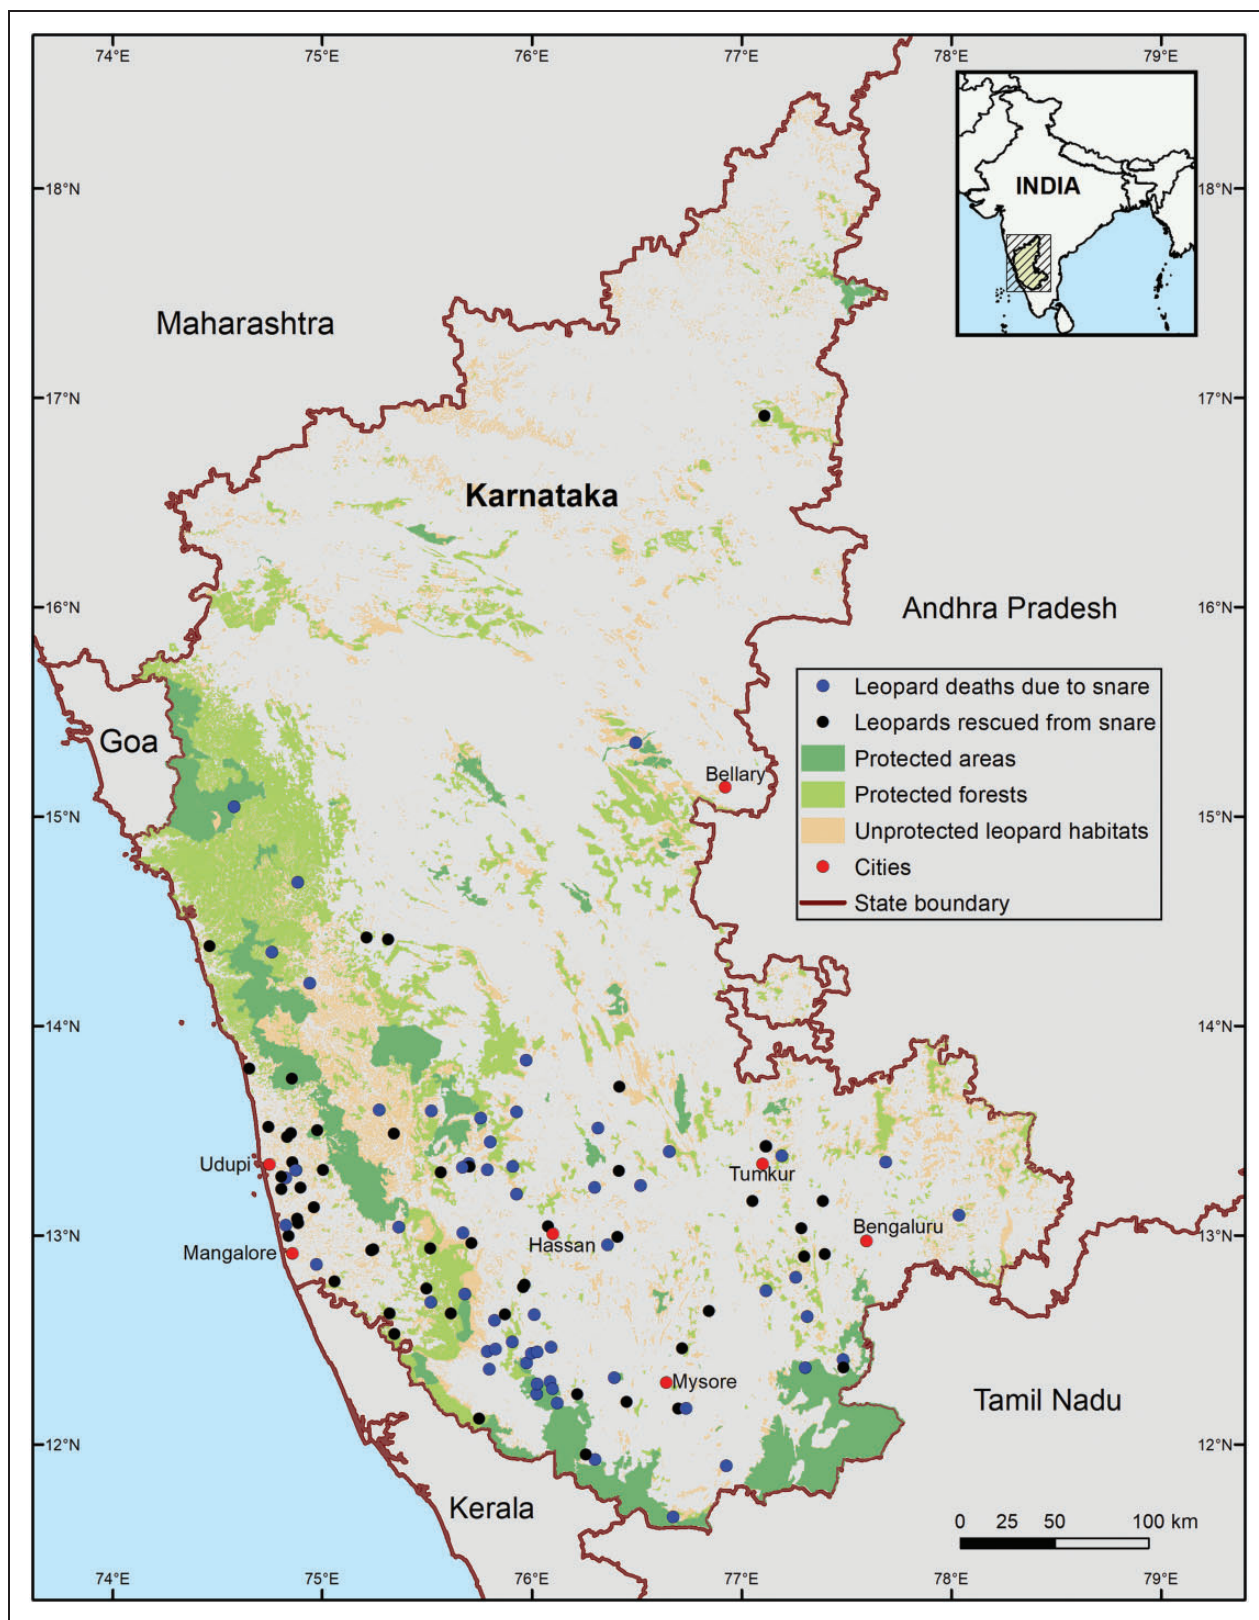 74°E 75°E 76°E 77°E 78°E 79°E
18°N 18°N
INDIA
Maharashtra
17°N 17°N
Karnataka
16°N 16°N
Andhra Pradesh
Leopard deaths due to snare
Leopards rescued from snare
Protected areas
Protected forests
Unprotected leopard habitats
Cities
State boundary
Goa
Bellary
15°N 15°N
14°N 14°N
Udupi
Tumkur
Bengaluru
13°N 13°N
Hassan
Mangalore
Mysore
Tamil Nadu
12°N 12°N
Kerala
0 25 50 100 km
74°E 75°E 76°E 77°E 78°E 79°E